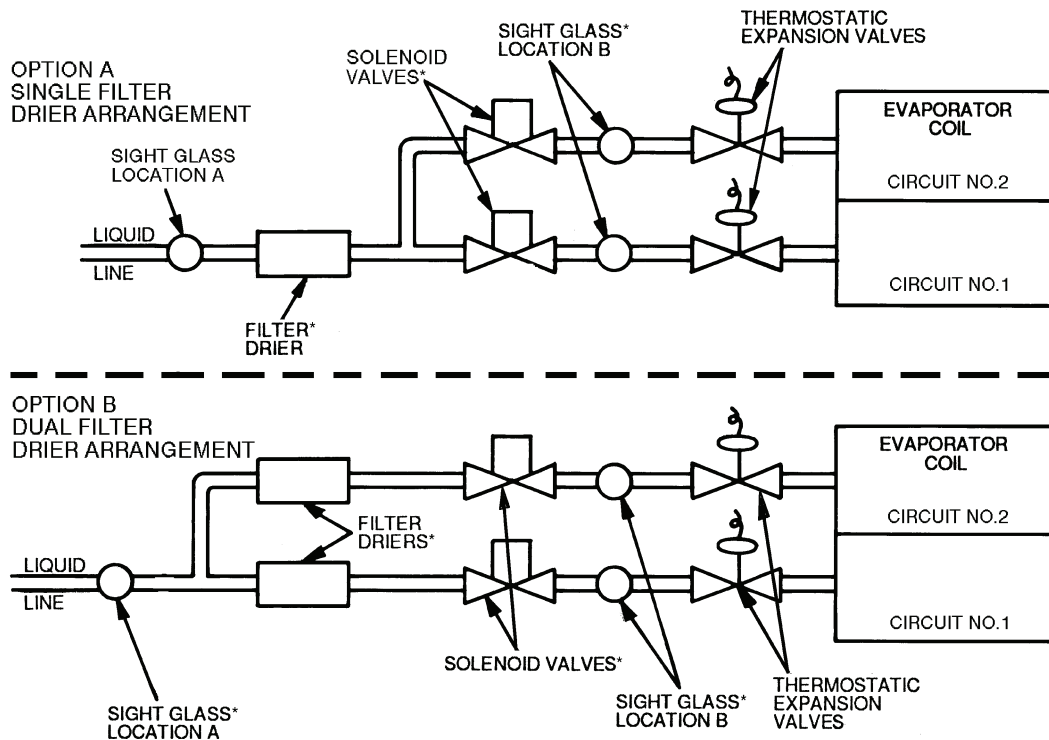 OPTION A
SINGLE FILTER
DRIER ARRANGEMENT
SIGHT GLASS
LOCATION A
LIQUID
LINE
FILTER*
DRIER
SOLENOID
VALVES*
SIGHT GLASS*
LOCATION B
THERMOSTATIC
EXPANSION VALVES
EVAPORATOR
COIL
CIRCUIT NO.2
CIRCUIT NO.1
OPTION B
DUAL FILTER
DRIER ARRANGEMENT
LIQUID
LINE
SIGHT GLASS*
LOCATION A
FILTER
DRIERS*
SOLENOID VALVES*
SIGHT GLASS*
LOCATION B
THERMOSTATIC
EXPANSION
VALVES
EVAPORATOR
COIL
CIRCUIT NO.2
CIRCUIT NO.1